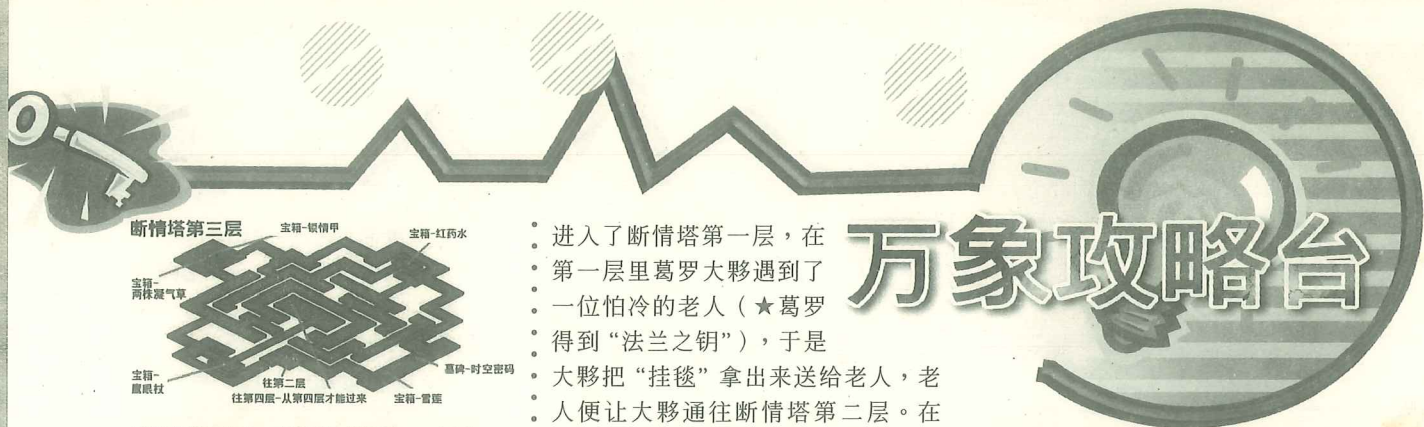 断情塔第三层
宝箱-锁情甲
宝箱-红药水
宝箱-
两株凝气草
宝箱-
鹰眼杖
往第二层
往第四层-从第四层才能过来
墓碑-时空密码
宝箱-雪莲
进入了断情塔第一层，在
第一层里葛罗大夥遇到了
一位怕冷的老人（★葛罗
得到“法兰之钥”），于是
大夥把“挂毯”拿出来送给老人，老
人便让大夥通往断情塔第二层。在
万象攻略台